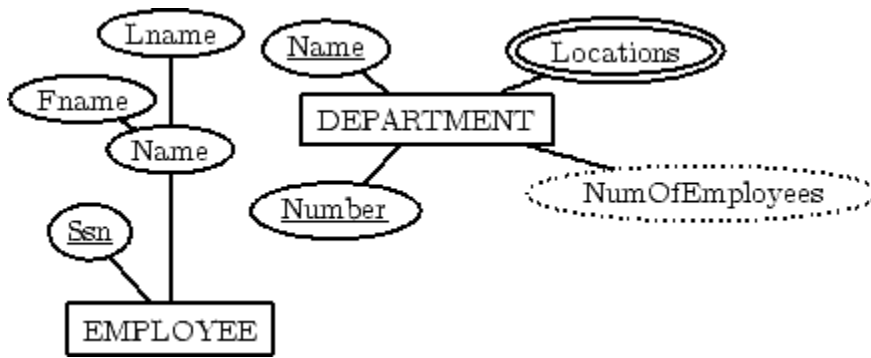 Lname
Name
Locations
Fname
DEPARTMENT
Name
NumOfEmployees
Number
Ssn
EMPLOYEE